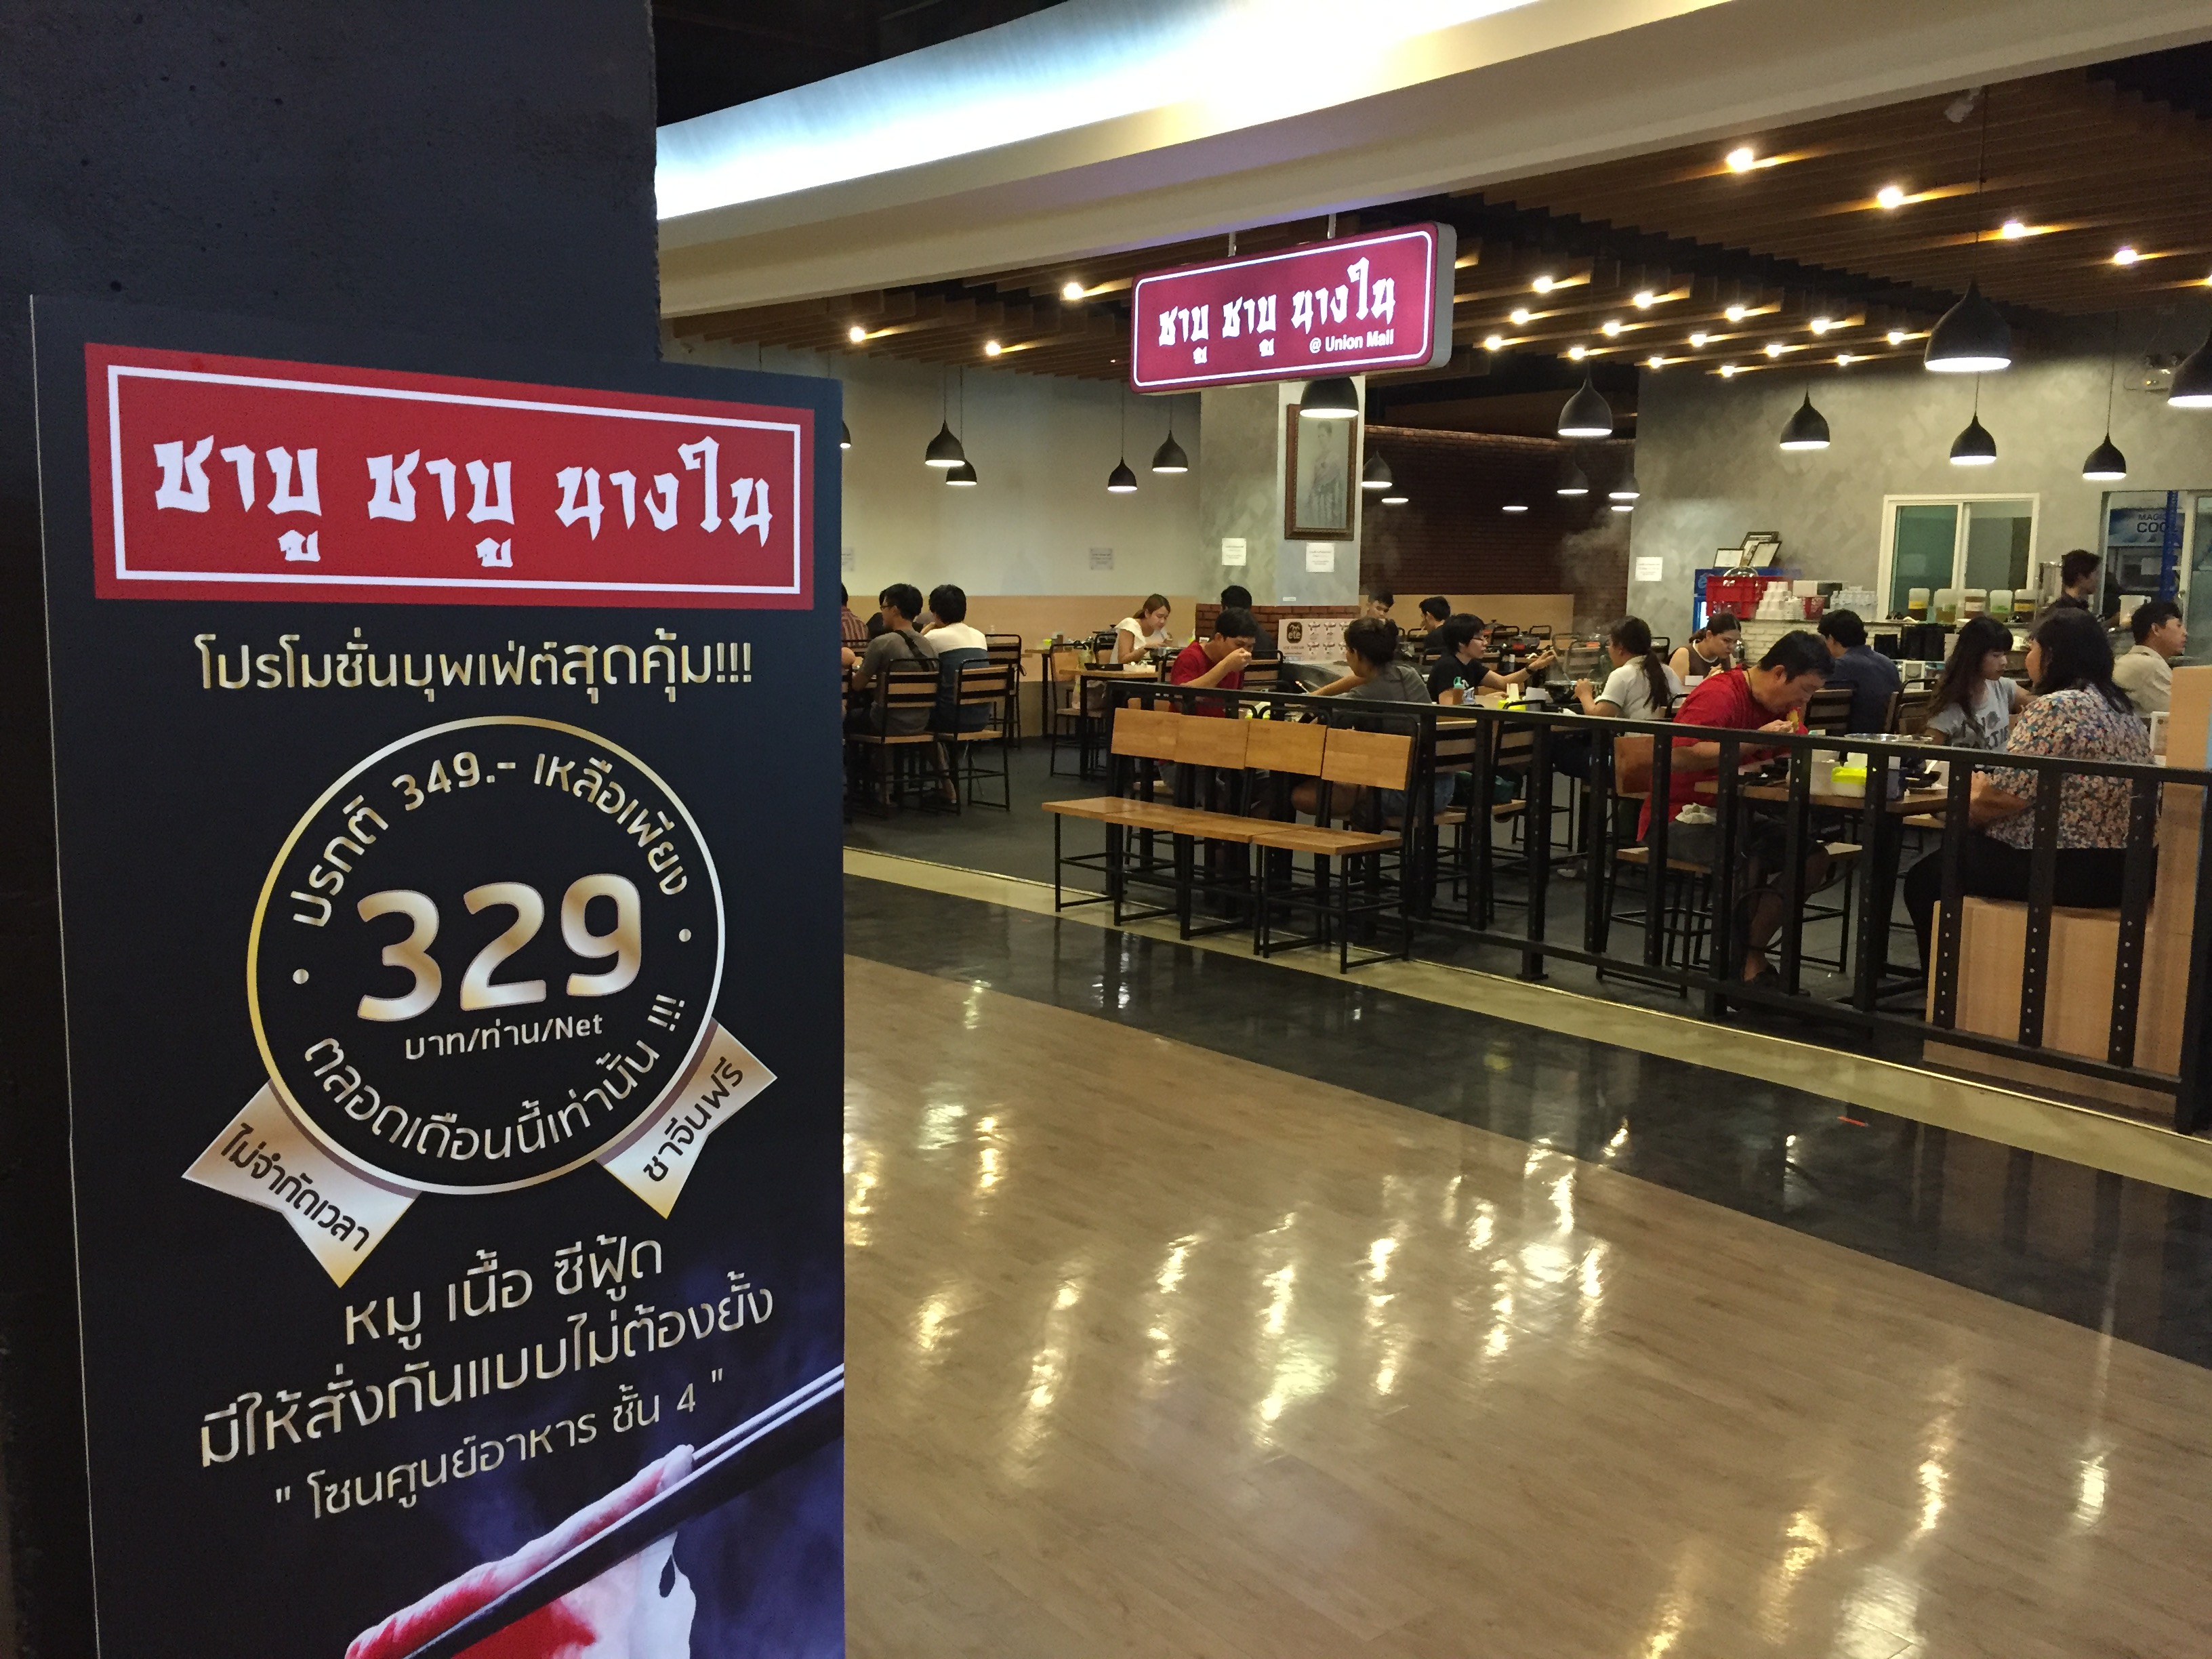 ชาบู ชาบู นางใน
โปรโมชั่นบุพเฟ่ต์สุดคุ้ม!!!
ปรกติ 349.- เหลือเพียง
329
บาท/ท่าน/Net
ตลอดเดือนนี้เท่านั้น !!!
ไม่จำกัดเวลา
ชาจีนฟรี
หมู เนื้อ ซีฟู้ด
มีให้สั่งกันแบบไม่ต้องยั้ง
" โซนศูนย์อาหาร ชั้น 4 "
ชาบู ชาบู นางใน
@ Union Mall
été